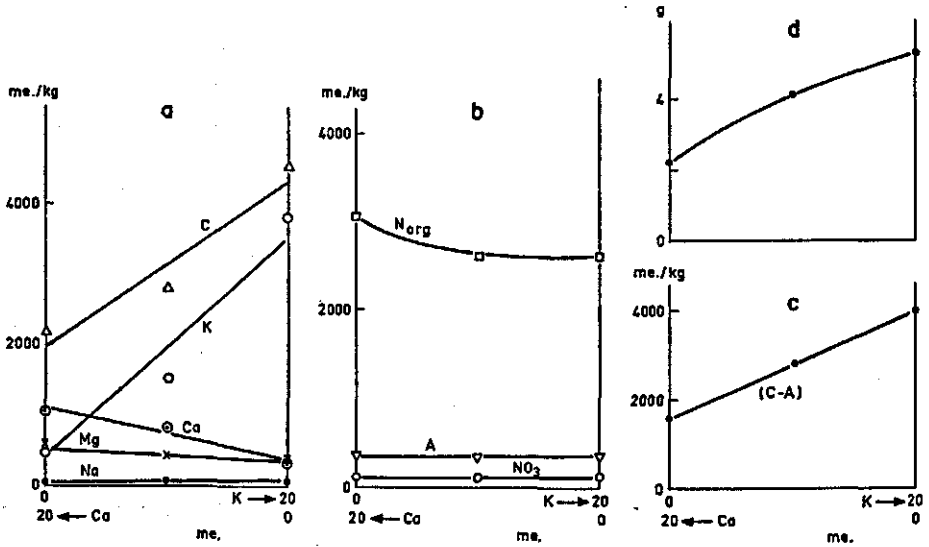 me./kg
a
4000
2000
0
C
K
Ca
Mg
Na
0 K → 20
20 ← Ca 0
me.
me./kg
b
4000
2000
0
Norg
A
NO3
0 K → 20
20 ← Ca 0
me.
g
d
4
2
0
me./kg
c
4000
2000
0
(C-A)
0 K → 20
20 ← Ca 0
me.